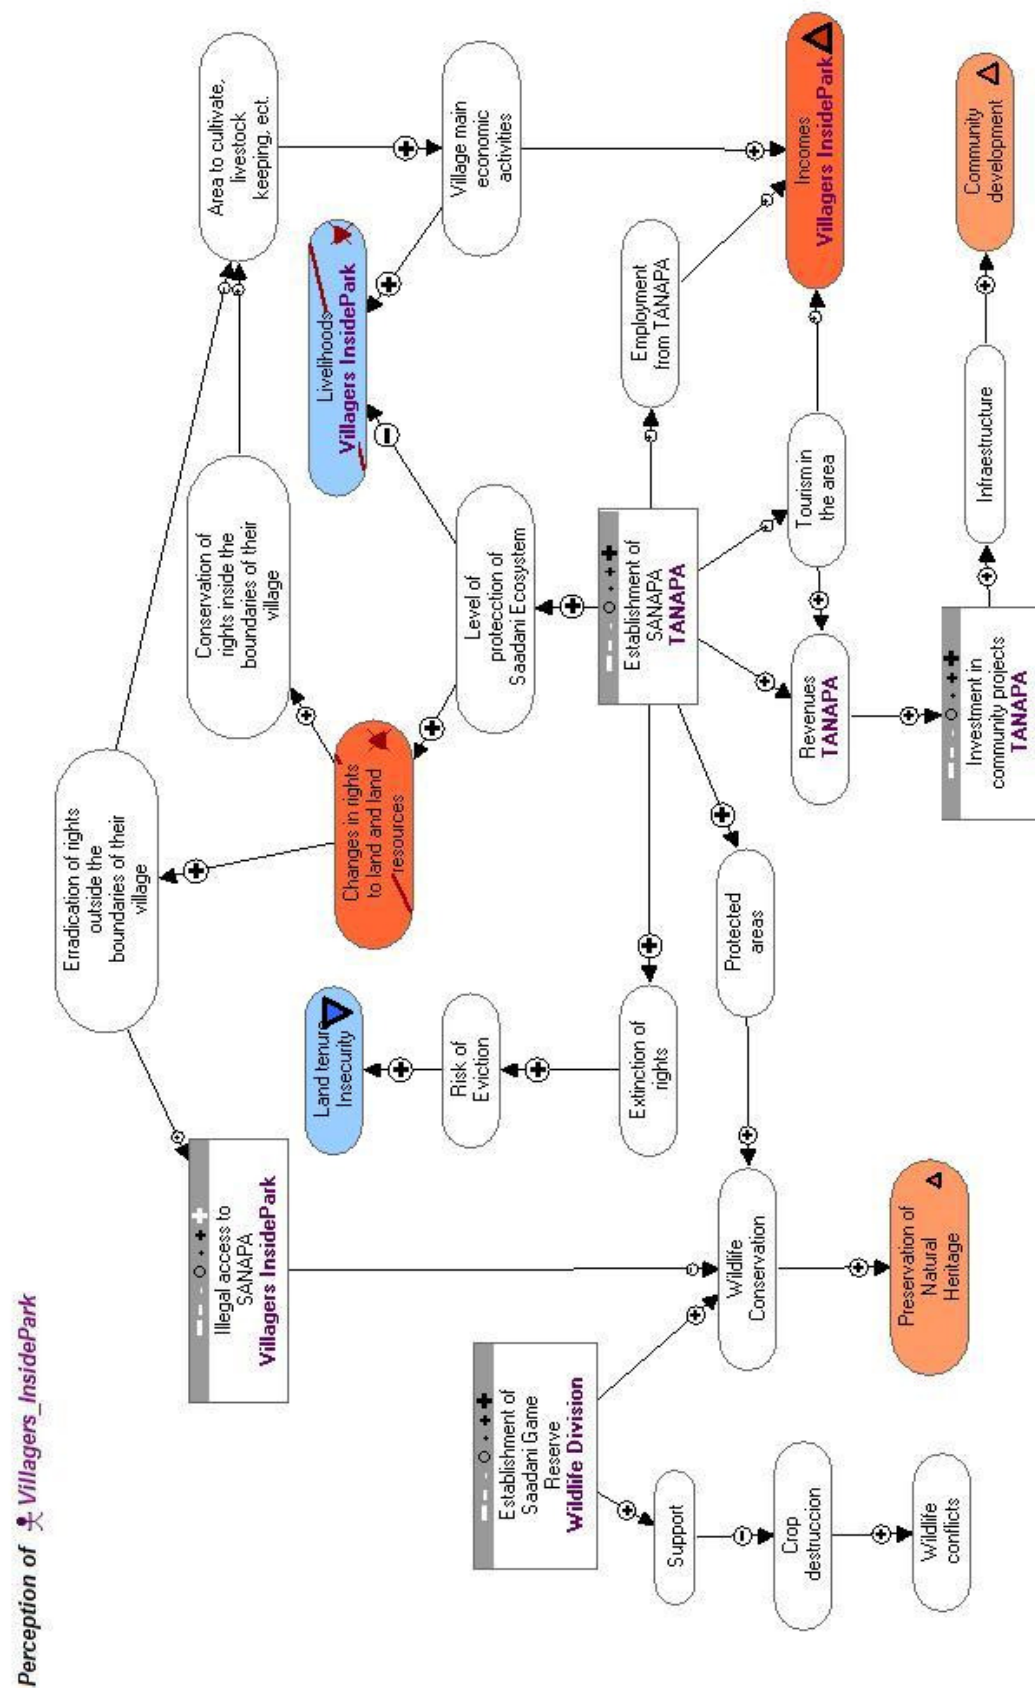 Perception of Villagers_InsidePark
Erradication of rights
outside the
boundaries of their
village
Illegal access to
SANAPA
Villagers InsidePark
Conservation of
rights inside the
boundaries of their
village
Area to cultivate,
livestock
keeping, ect.
Land tenure
Insecurity
Changes in rights
to land and land
resources
Livelihoods
Villagers InsidePark
Establishment of
Saadani Game
Reserve
Wildlife Division
Risk of
Eviction
Level of
protecction of
Saadani Ecosystem
Village main
economic
activities
Support
Extinction of
rights
Establishment of
SANAPA
TANAPA
Employment
from TANAPA
Crop
destruccion
Wildlife
Conservation
Protected
areas
Revenues
TANAPA
Tourism in
the area
Incomes
Villagers InsidePark
Wildlife
conflicts
Preservation of
Natural
Heritage
Investment in
community projects
TANAPA
Infraestructure
Community
development